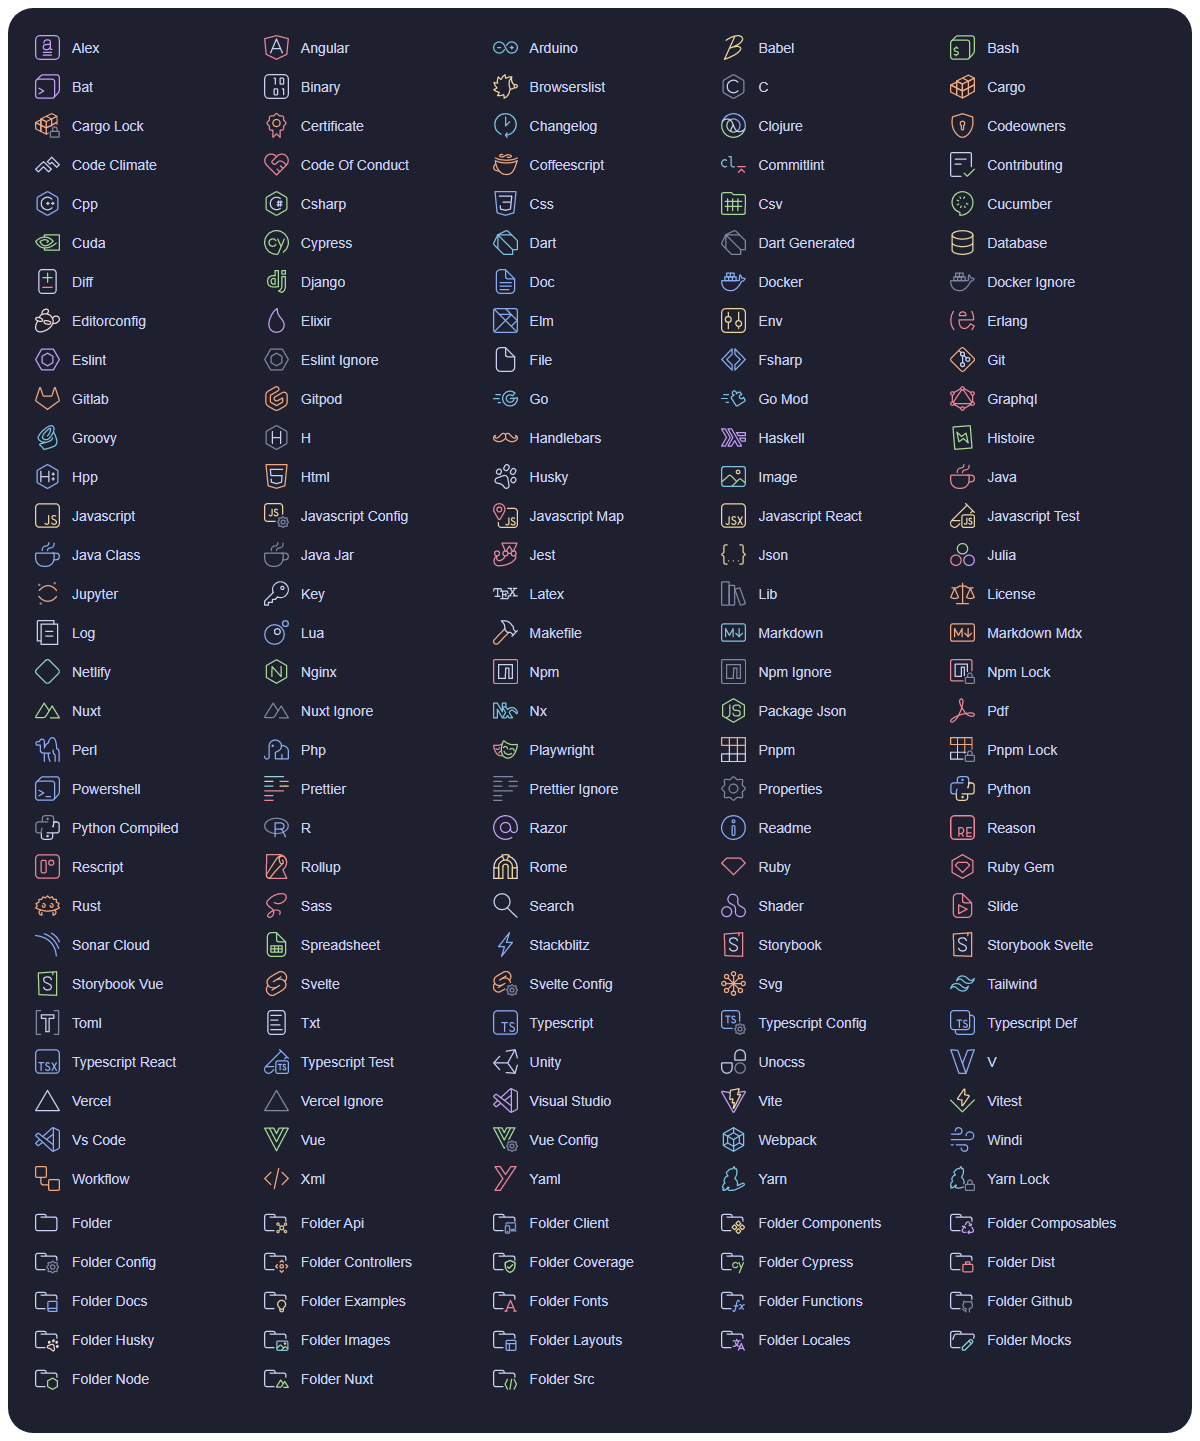 Alex Angular Arduino Babel Bash
Bat Binary Browserslist C Cargo
Cargo Lock Certificate Changelog Clojure Codeowners
Code Climate Code Of Conduct Coffeescript Commitlint Contributing
Cpp Csharp Css Csv Cucumber
Cuda Cypress Dart Dart Generated Database
Diff Django Doc Docker Docker Ignore
Editorconfig Elixir Elm Env Erlang
Eslint Eslint Ignore File Fsharp Git
Gitlab Gitpod Go Go Mod Graphql
Groovy H Handlebars Haskell Histoire
Hpp Html Husky Image Java
Javascript Javascript Config Javascript Map Javascript React Javascript Test
Java Class Java Jar Jest Json Julia
Jupyter Key Latex Lib License
Log Lua Makefile Markdown Markdown Mdx
Netlify Nginx Npm Npm Ignore Npm Lock
Nuxt Nuxt Ignore Nx Package Json Pdf
Perl Php Playwright Pnpm Pnpm Lock
Powershell Prettier Prettier Ignore Properties Python
Python Compiled R Razor Readme Reason
Rescript Rollup Rome Ruby Ruby Gem
Rust Sass Search Shader Slide
Sonar Cloud Spreadsheet Stackblitz Storybook Storybook Svelte
Storybook Vue Svelte Svelte Config Svg Tailwind
Toml Txt Typescript Typescript Config Typescript Def
Typescript React Typescript Test Unity Unocss V
Vercel Vercel Ignore Visual Studio Vite Vitest
Vs Code Vue Vue Config Webpack Windi
Workflow Xml Yaml Yarn Yarn Lock
Folder Folder Api Folder Client Folder Components Folder Composables
Folder Config Folder Controllers Folder Coverage Folder Cypress Folder Dist
Folder Docs Folder Examples Folder Fonts Folder Functions Folder Github
Folder Husky Folder Images Folder Layouts Folder Locales Folder Mocks
Folder Node Folder Nuxt Folder Src